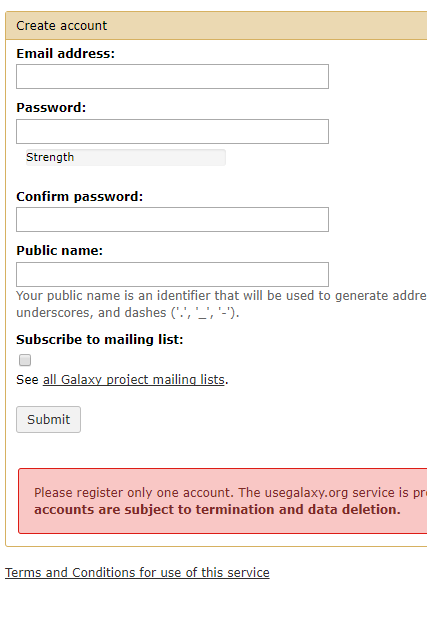 Create account
Email address:
Password:
Strength
Confirm password:
Public name:
Your public name is an identifier that will be used to generate
underscores, and dashes ('.', '_', '-').
Subscribe to mailing list:
See all Galaxy project mailing lists.
Submit
Please register only one account. The usegalaxy.org service is
accounts are subject to termination and data deletion.
Terms and Conditions for use of this service